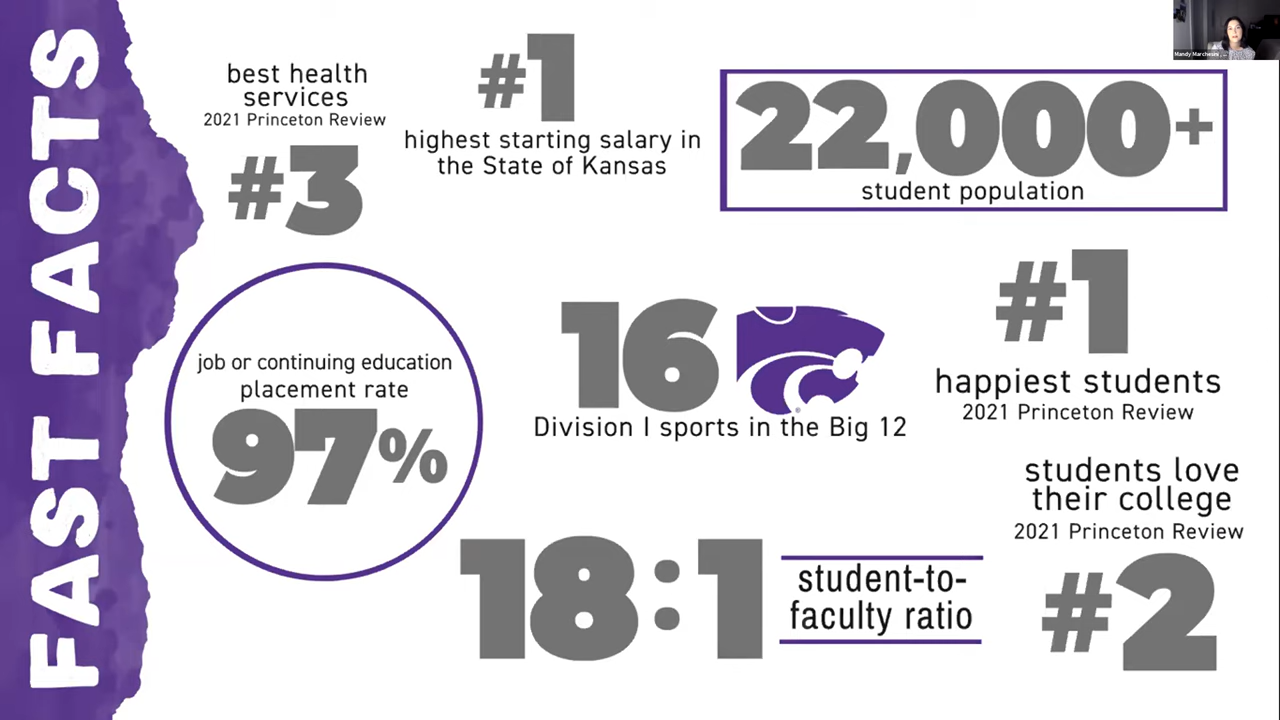 FAST FACTS
best health
services
2021 Princeton Review
#3
#1
highest starting salary in
the State of Kansas
22,000+
student population
job or continuing education
placement rate
97%
16
Division I sports in the Big 12
#1
happiest students
2021 Princeton Review
students love
their college
2021 Princeton Review
#2
18:1
student-to-
faculty ratio
Mandy Marchesini